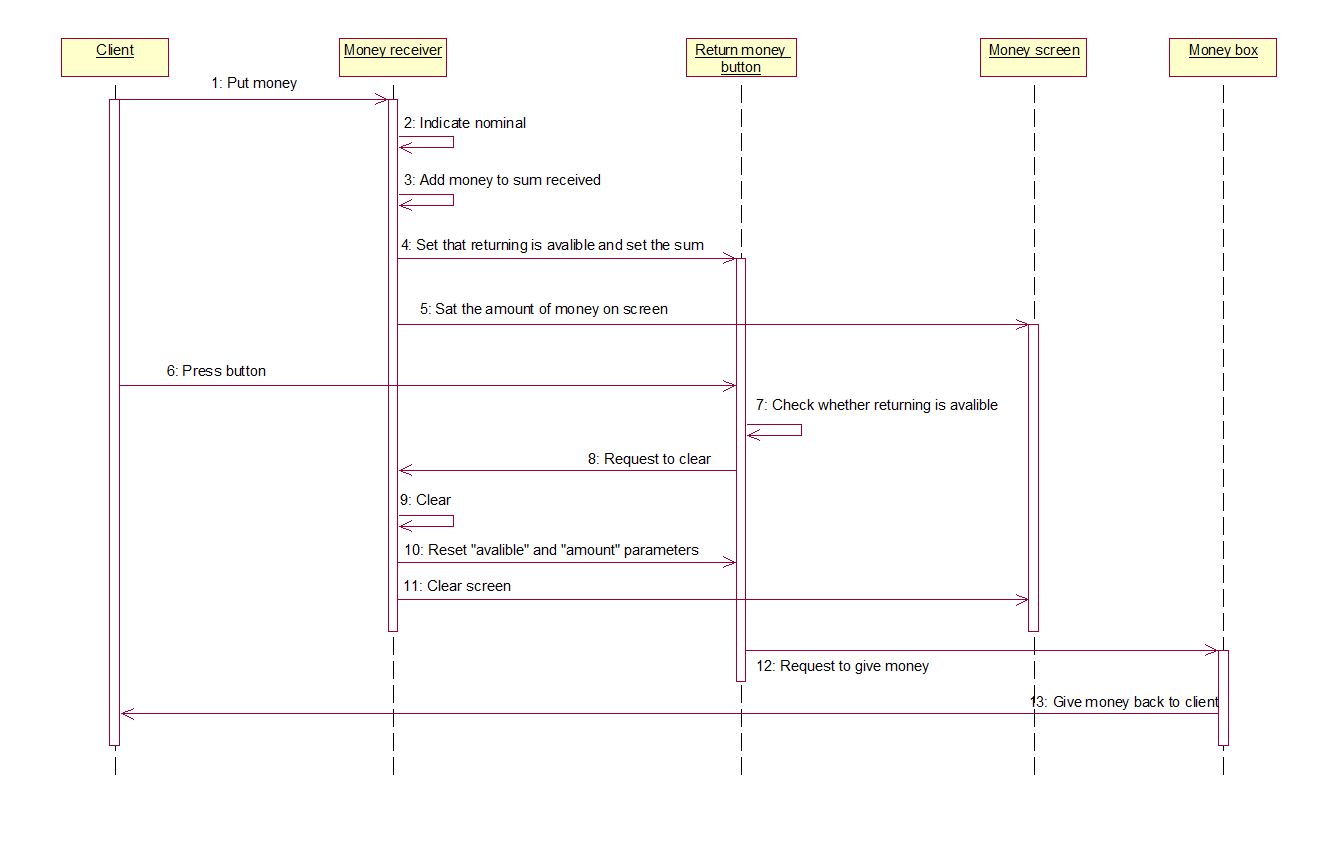 Client
Money receiver
Return money
button
Money screen
Money box
1: Put money
2: Indicate nominal
3: Add money to sum received
4: Set that returning is avalible and set the sum
5: Sat the amount of money on screen
6: Press button
7: Check whether returning is avalible
8: Request to clear
9: Clear
10: Reset "avalible" and "amount" parameters
11: Clear screen
12: Request to give money
13: Give money back to client